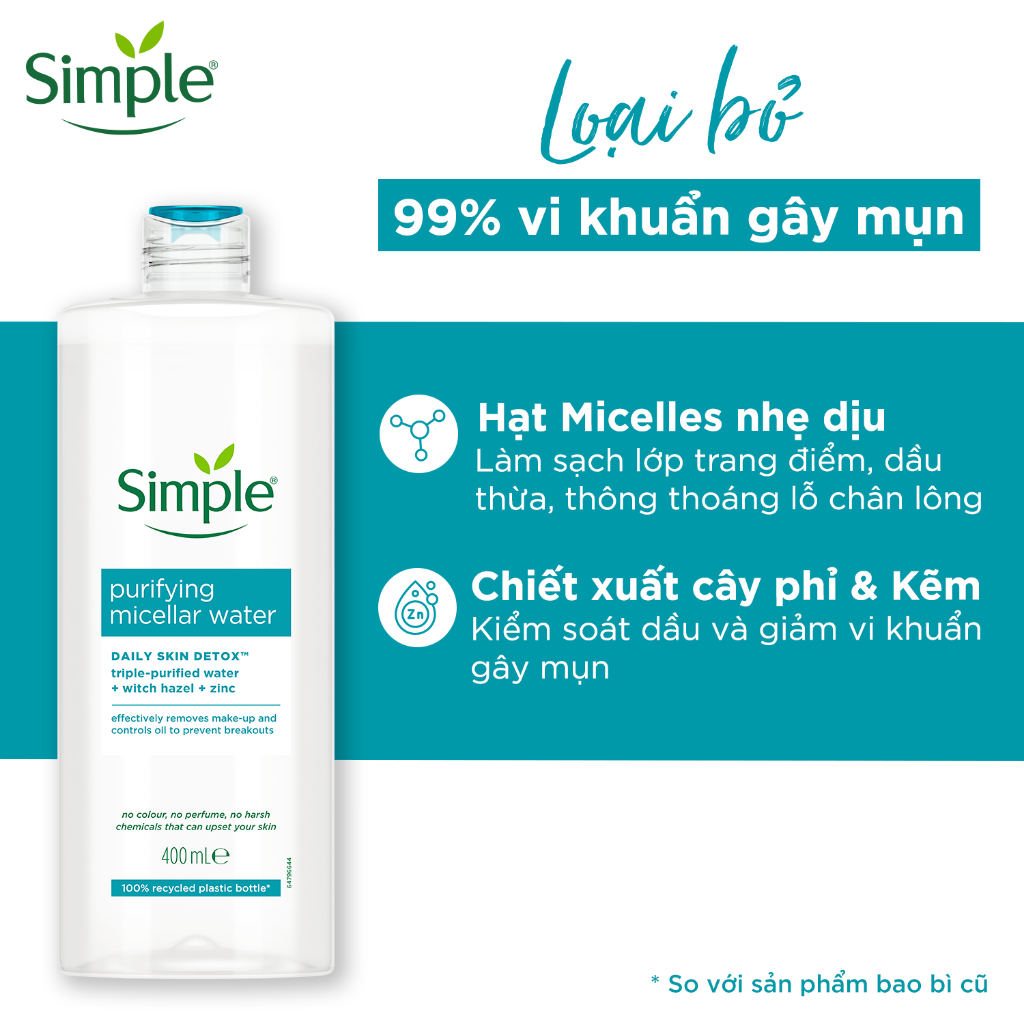 Simple®
Loại bỏ
99% vi khuẩn gây mụn
Hạt Micelles nhẹ dịu
Làm sạch lớp trang điểm, dầu
thừa, thông thoáng lỗ chân lông
Zn
Chiết xuất cây phỉ & Kẽm
Kiểm soát dầu và giảm vi khuẩn
gây mụn
Simple®
purifying
micellar water
DAILY SKIN DETOX™
triple-purified water
+ witch hazel + zinc
effectively removes make-up and
controls oil to prevent breakouts
no colour, no perfume, no harsh
chemicals that can upset your skin
400 mL℮
100% recycled plastic bottle*
64796644
* So với sản phẩm bao bì cũ